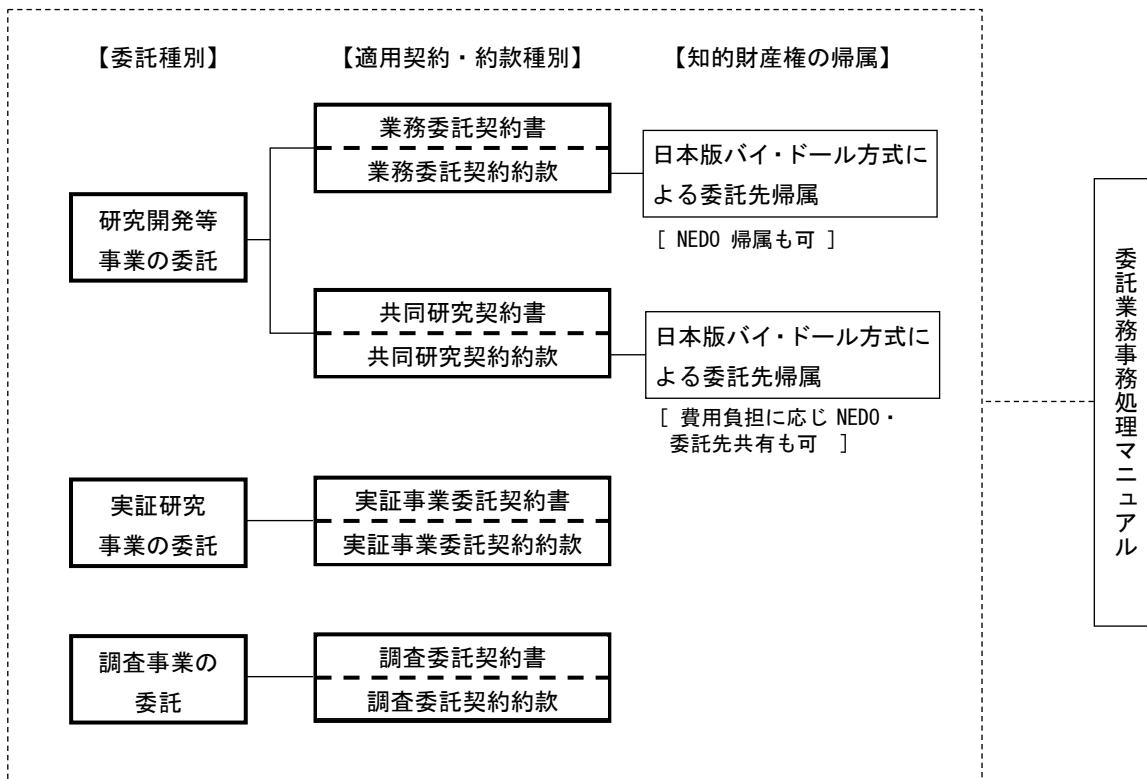 【委託種別】
【適用契約・約款種別】
【知的財産権の帰属】
研究開発等
事業の委託
業務委託契約書
業務委託契約約款
日本版バイ・ドール方式に
よる委託先帰属
[ NEDO 帰属も可 ]
共同研究契約書
共同研究契約約款
日本版バイ・ドール方式に
よる委託先帰属
[ 費用負担に応じ NEDO・
委託先共有も可 ]
実証研究
事業の委託
実証事業委託契約書
実証事業委託契約約款
調査事業の
委託
調査委託契約書
調査委託契約約款
委託業務事務処理マニュアル